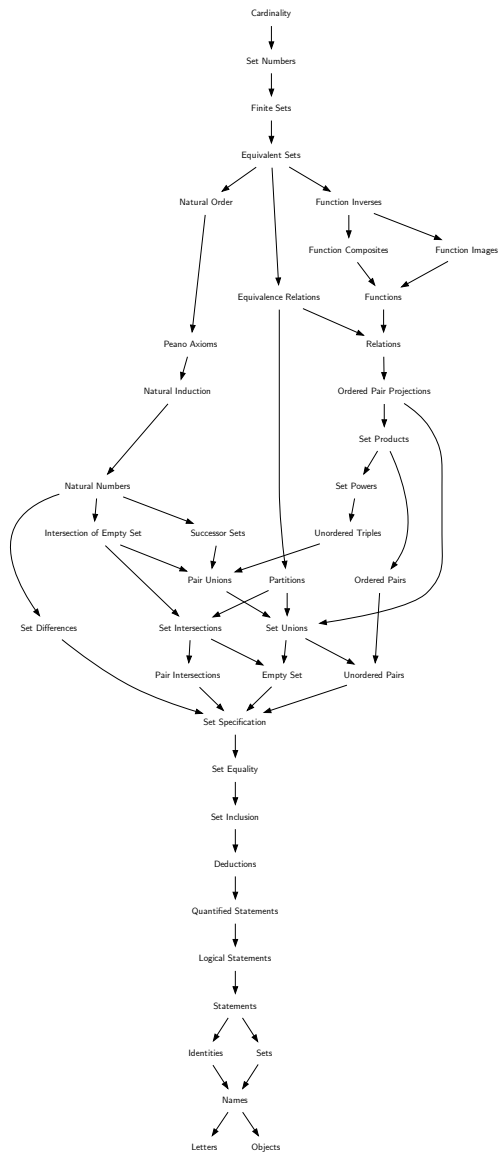 Cardinality
Set Numbers
Finite Sets
Equivalent Sets
Natural Order
Function Inverses
Function Composites
Function Images
Equivalence Relations
Functions
Peano Axioms
Relations
Natural Induction
Ordered Pair Projections
Set Products
Natural Numbers
Set Powers
Intersection of Empty Set
Successor Sets
Unordered Triples
Pair Unions
Partitions
Ordered Pairs
Set Differences
Set Intersections
Set Unions
Pair Intersections
Empty Set
Unordered Pairs
Set Specification
Set Equality
Set Inclusion
Deductions
Quantified Statements
Logical Statements
Statements
Identities
Sets
Names
Letters
Objects